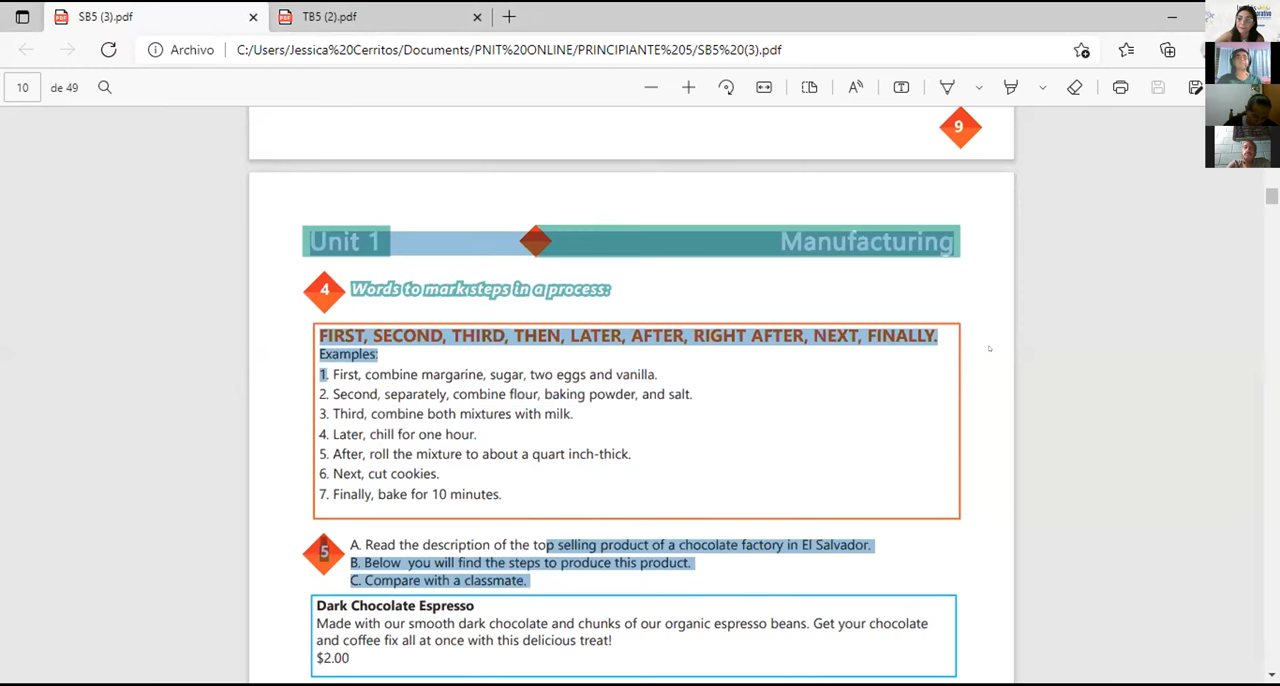 SB5 (3).pdf
TB5 (2).pdf
Archivo
C:/Users/Jessica%20Cerritos/Documents/PNIT%20ONLINE/PRINCIPIANTE%205/SB5%20(3).pdf
10 de 49
9
Unit 1 Manufacturing
4 Words to mark steps in a process:
FIRST, SECOND, THIRD, THEN, LATER, AFTER, RIGHT AFTER, NEXT, FINALLY.
Examples:
1. First, combine margarine, sugar, two eggs and vanilla.
2. Second, separately, combine flour, baking powder, and salt.
3. Third, combine both mixtures with milk.
4. Later, chill for one hour.
5. After, roll the mixture to about a quart inch-thick.
6. Next, cut cookies.
7. Finally, bake for 10 minutes.
5 A. Read the description of the top selling product of a chocolate factory in El Salvador.
B. Below you will find the steps to produce this product.
C. Compare with a classmate.
Dark Chocolate Espresso
Made with our smooth dark chocolate and chunks of our organic espresso beans. Get your chocolate
and coffee fix all at once with this delicious treat!
$2.00